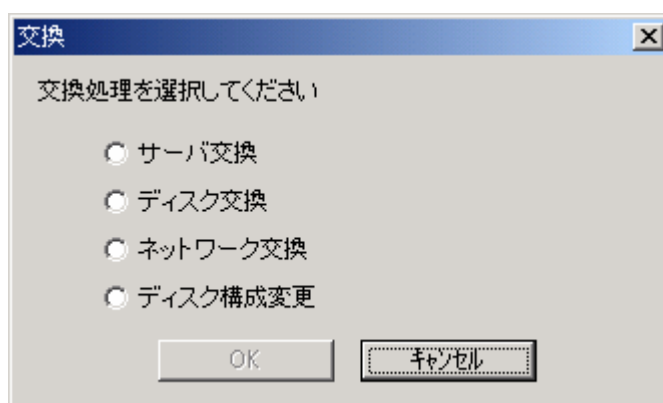 交換
交換処理を選択してください
サーバ交換
ディスク交換
ネットワーク交換
ディスク構成変更
OK
キャンセル